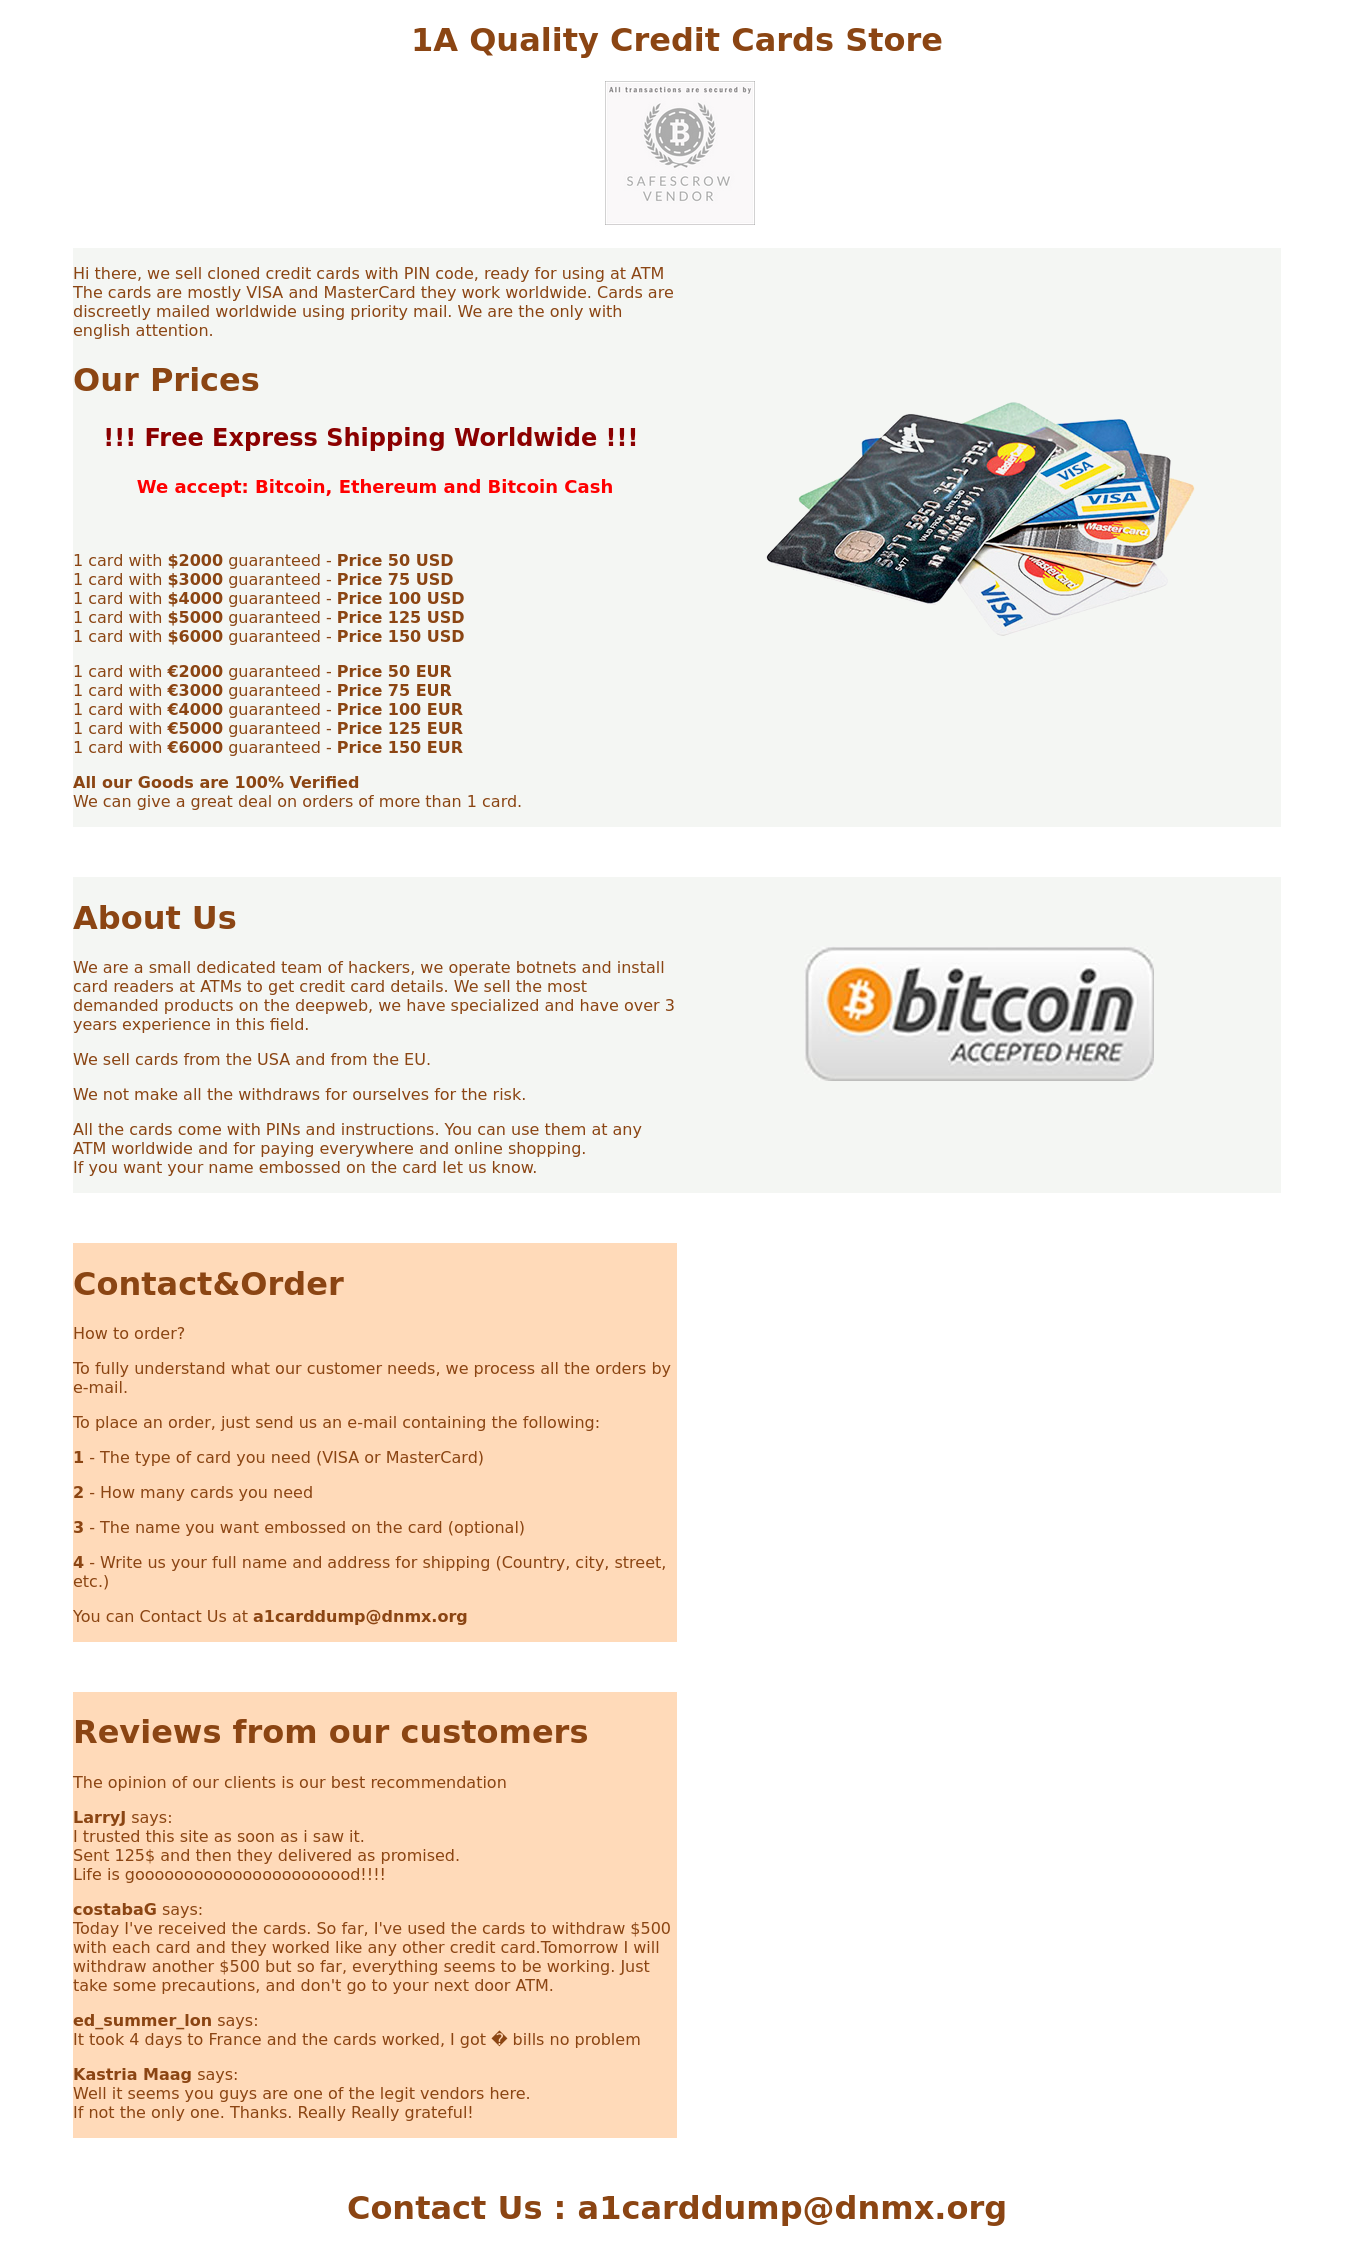 1A Quality Credit Cards Store
All transactions are secured by
SAFESCROW
VENDOR
Hi there, we sell cloned credit cards with PIN code, ready for using at ATM
The cards are mostly VISA and MasterCard they work worldwide. Cards are
discreetly mailed worldwide using priority mail. We are the only with
english attention.
Our Prices
!!! Free Express Shipping Worldwide !!!
We accept: Bitcoin, Ethereum and Bitcoin Cash
1 card with $2000 guaranteed - Price 50 USD
1 card with $3000 guaranteed - Price 75 USD
1 card with $4000 guaranteed - Price 100 USD
1 card with $5000 guaranteed - Price 125 USD
1 card with $6000 guaranteed - Price 150 USD
1 card with €2000 guaranteed - Price 50 EUR
1 card with €3000 guaranteed - Price 75 EUR
1 card with €4000 guaranteed - Price 100 EUR
1 card with €5000 guaranteed - Price 125 EUR
1 card with €6000 guaranteed - Price 150 EUR
All our Goods are 100% Verified
We can give a great deal on orders of more than 1 card.
Virgin
MasterCard
VISA
VISA
MasterCard
MasterCard
VISA
About Us
We are a small dedicated team of hackers, we operate botnets and install
card readers at ATMs to get credit card details. We sell the most
demanded products on the deepweb, we have specialized and have over 3
years experience in this field.
We sell cards from the USA and from the EU.
We not make all the withdraws for ourselves for the risk.
All the cards come with PINs and instructions. You can use them at any
ATM worldwide and for paying everywhere and online shopping.
If you want your name embossed on the card let us know.
bitcoin
ACCEPTED HERE
Contact&Order
How to order?
To fully understand what our customer needs, we process all the orders by
e-mail.
To place an order, just send us an e-mail containing the following:
1 - The type of card you need (VISA or MasterCard)
2 - How many cards you need
3 - The name you want embossed on the card (optional)
4 - Write us your full name and address for shipping (Country, city, street,
etc.)
You can Contact Us at a1carddump@dnmx.org
Reviews from our customers
The opinion of our clients is our best recommendation
LarryJ says:
I trusted this site as soon as i saw it.
Sent 125$ and then they delivered as promised.
Life is gooooooooooooooooooooood!!!!
costabaG says:
Today I've received the cards. So far, I've used the cards to withdraw $500
with each card and they worked like any other credit card.Tomorrow I will
withdraw another $500 but so far, everything seems to be working. Just
take some precautions, and don't go to your next door ATM.
ed_summer_lon says:
It took 4 days to France and the cards worked, I got � bills no problem
Kastria Maag says:
Well it seems you guys are one of the legit vendors here.
If not the only one. Thanks. Really Really grateful!
Contact Us : a1carddump@dnmx.org